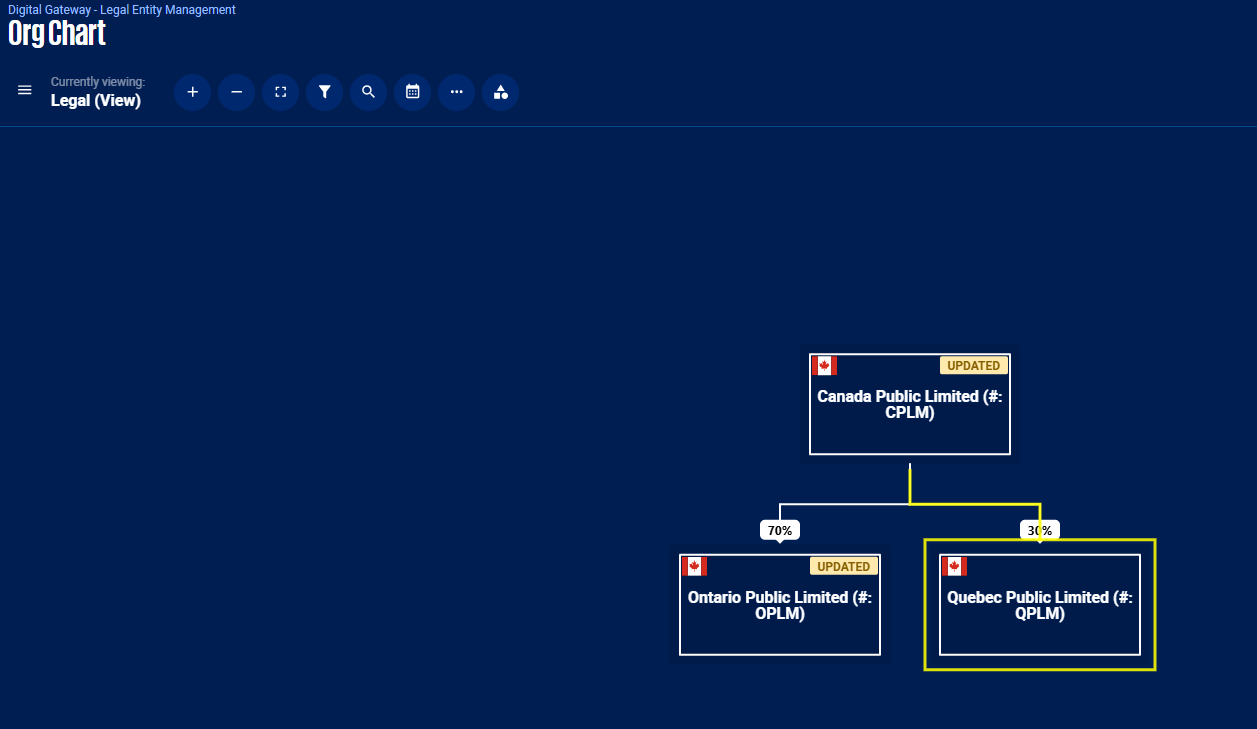 Digital Gateway - Legal Entity Management
Org Chart
Currently viewing:
Legal (View)
UPDATED
Canada Public Limited (#:
CPLM)
70%
30%
UPDATED
Ontario Public Limited (#:
OPLM)
Quebec Public Limited (#:
QPLM)